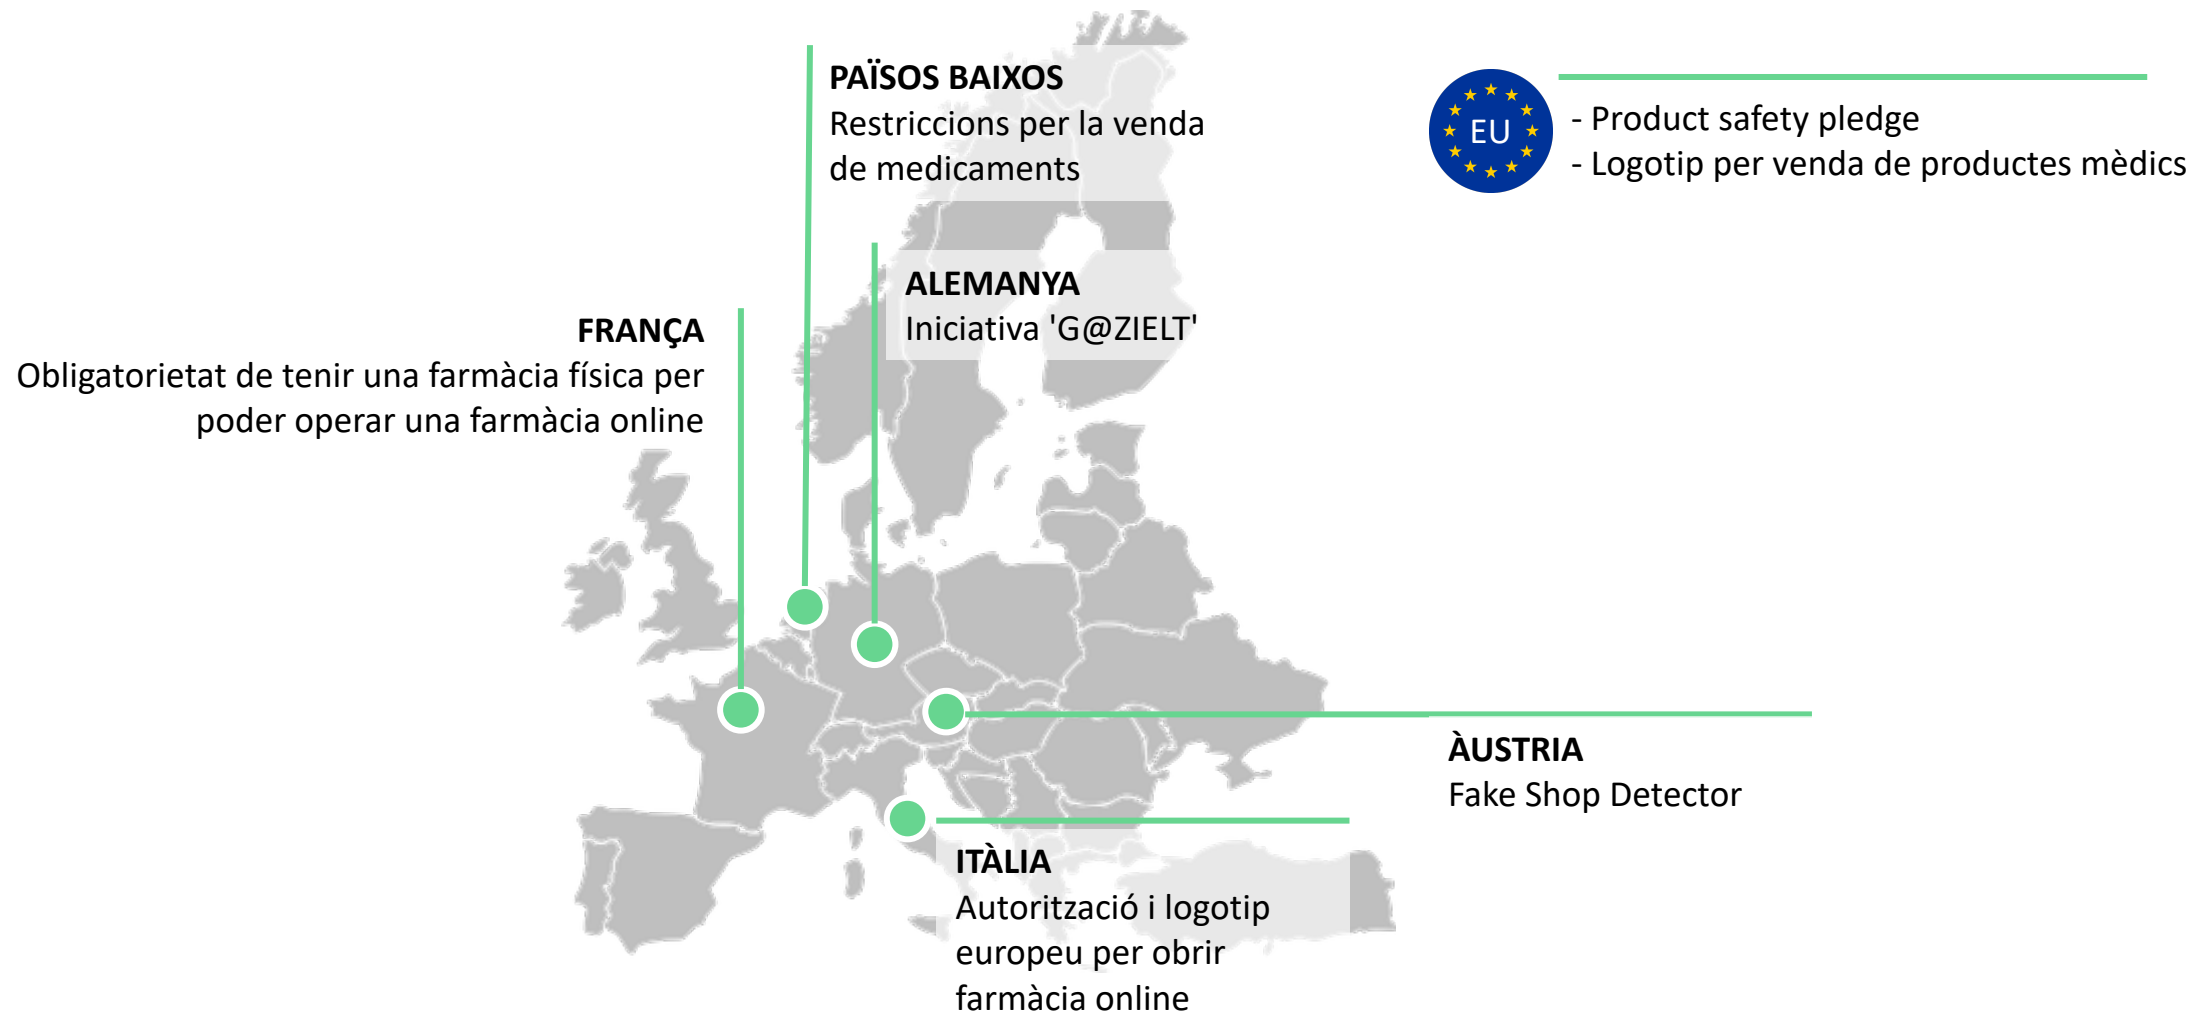 PAÏSOS BAIXOS
Restriccions per la venda
de medicaments
EU
- Product safety pledge
- Logotip per venda de productes mèdics
ALEMANYA
Iniciativa 'G@ZIELT'
FRANÇA
Obligatorietat de tenir una farmàcia física per
poder operar una farmàcia online
ÀUSTRIA
Fake Shop Detector
ITÀLIA
Autorització i logotip
europeu per obrir
farmàcia online